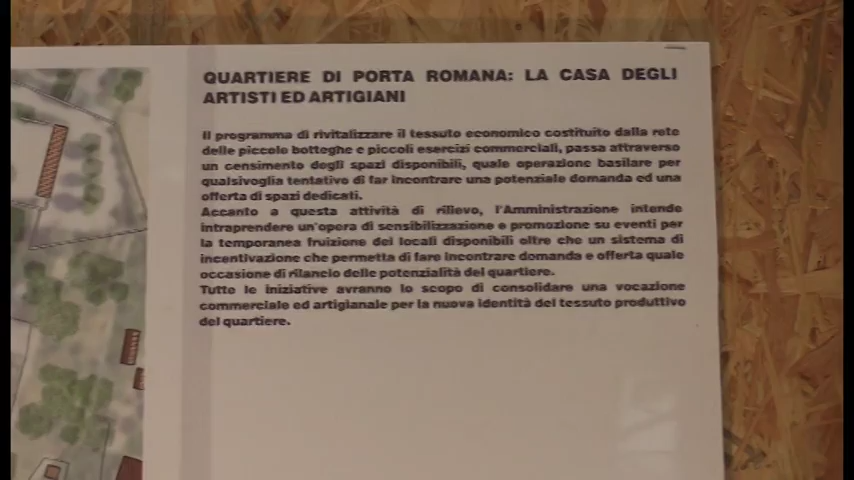 QUARTIERE DI PORTA ROMANA: LA CASA DEGLI
ARTISTI ED ARTIGIANI
Il programma di rivitalizzare il tessuto economico costituito dalla rete
delle piccole botteghe e piccoli esercizi commerciali, passa attraverso
un censimento degli spazi disponibili, quale operazione basilare per
qualsivoglia tentativo di far incontrare una potenziale domanda ed una
offerta di spazi dedicati.
Accanto a questa attività di rilievo, l'Amministrazione intende
intraprendere un'opera di sensibilizzazione e promozione su eventi per
la temporanea fruizione dei locali disponibili oltre che un sistema di
incentivazione che permetta di fare incontrare domanda e offerta quale
occasione di rilancio delle potenzialità del quartiere.
Tutte le iniziative avranno lo scopo di consolidare una vocazione
commerciale ed artigianale per la nuova identità del tessuto produttivo
del quartiere.